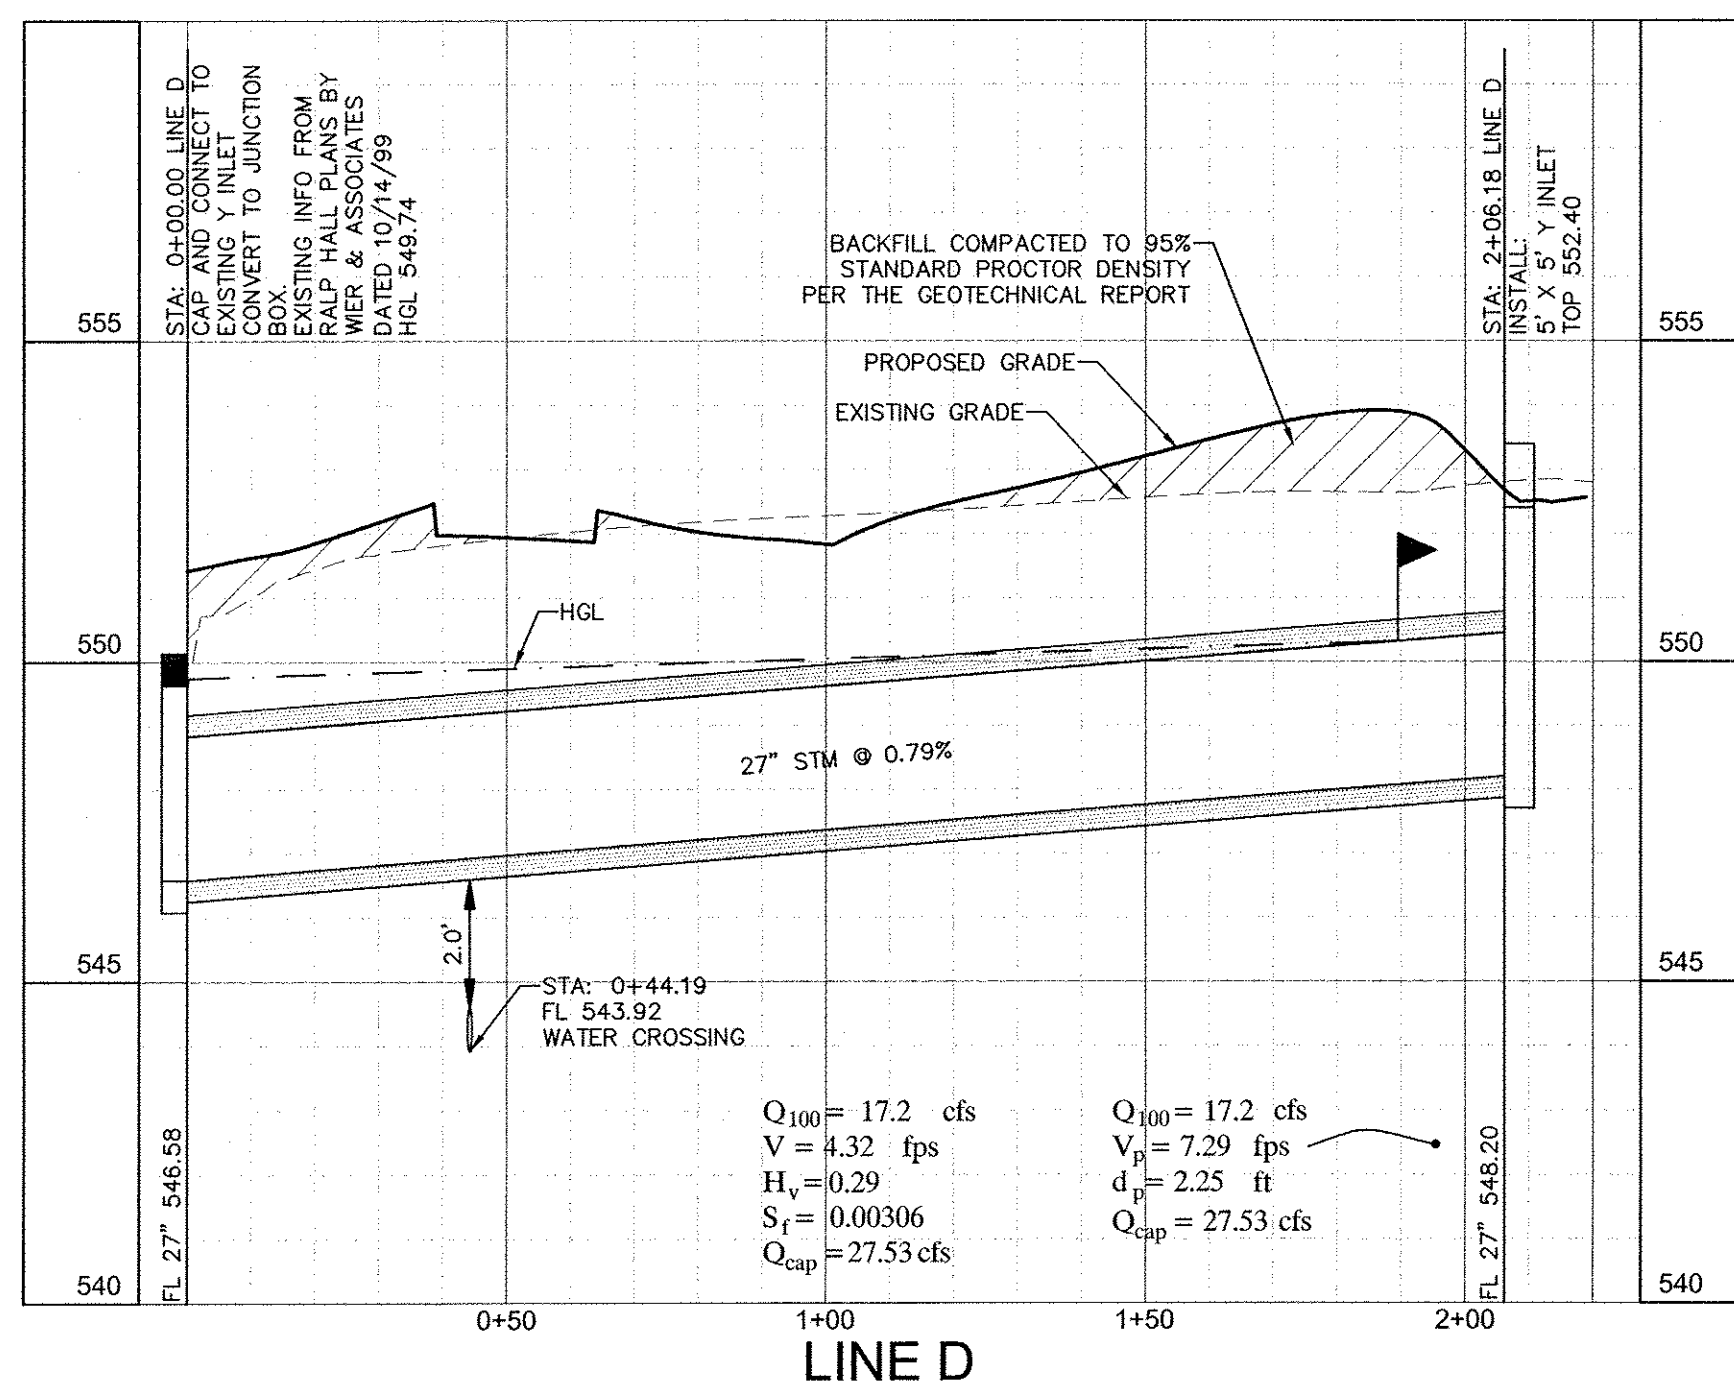 STA: 0+00.00 LINE D
CAP AND CONNECT TO
EXISTING Y INLET
CONVERT TO JUNCTION
BOX.
EXISTING INFO FROM
RALP HALL PLANS BY
WIER & ASSOCIATES
DATED 10/14/99
HGL 549.74
BACKFILL COMPACTED TO 95%
STANDARD PROCTOR DENSITY
PER THE GEOTECHNICAL REPORT
STA: 2+06.18 LINE D
INSTALL:
5' X 5' Y INLET
TOP 552.40
555
555
PROPOSED GRADE
EXISTING GRADE
HGL
550
550
27" STM @ 0.79%
2.0'
545
545
STA: 0+44.19
FL 543.92
WATER CROSSING
FL 27" 546.58
Q100 = 17.2 cfs
V = 4.32 fps
Hv = 0.29
Sf = 0.00306
Qcap = 27.53 cfs
Q100 = 17.2 cfs
Vp = 7.29 fps
dp = 2.25 ft
Qcap = 27.53 cfs
FL 27" 548.20
540
540
0+50
1+00
1+50
2+00
LINE D